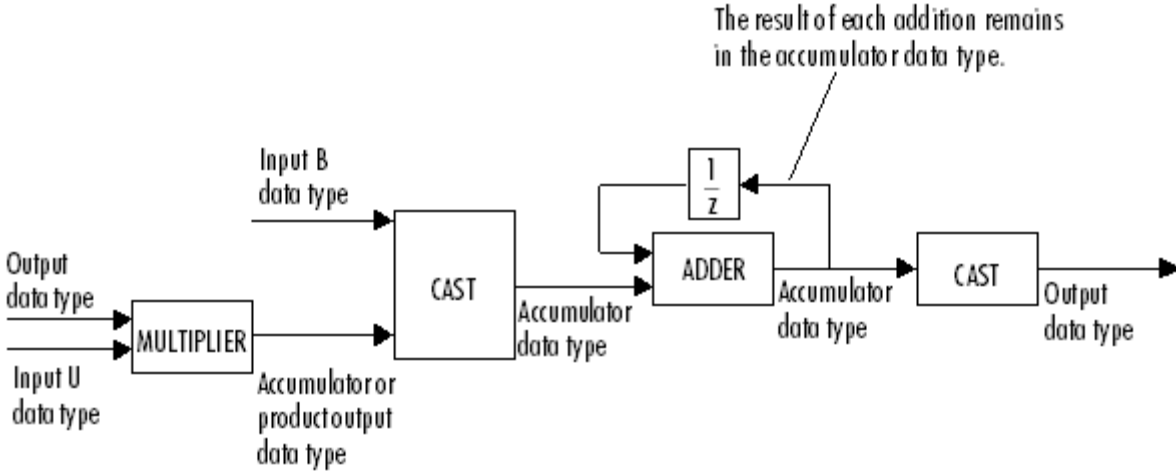 The result of each addition remains
in the accumulator data type.
Input B
data type
1
z
CAST
ADDER
CAST
Output
data type
MULTIPLIER
Input U
data type
Accumulator or
product output
data type
Accumulator
data type
Accumulator
data type
Output
data type